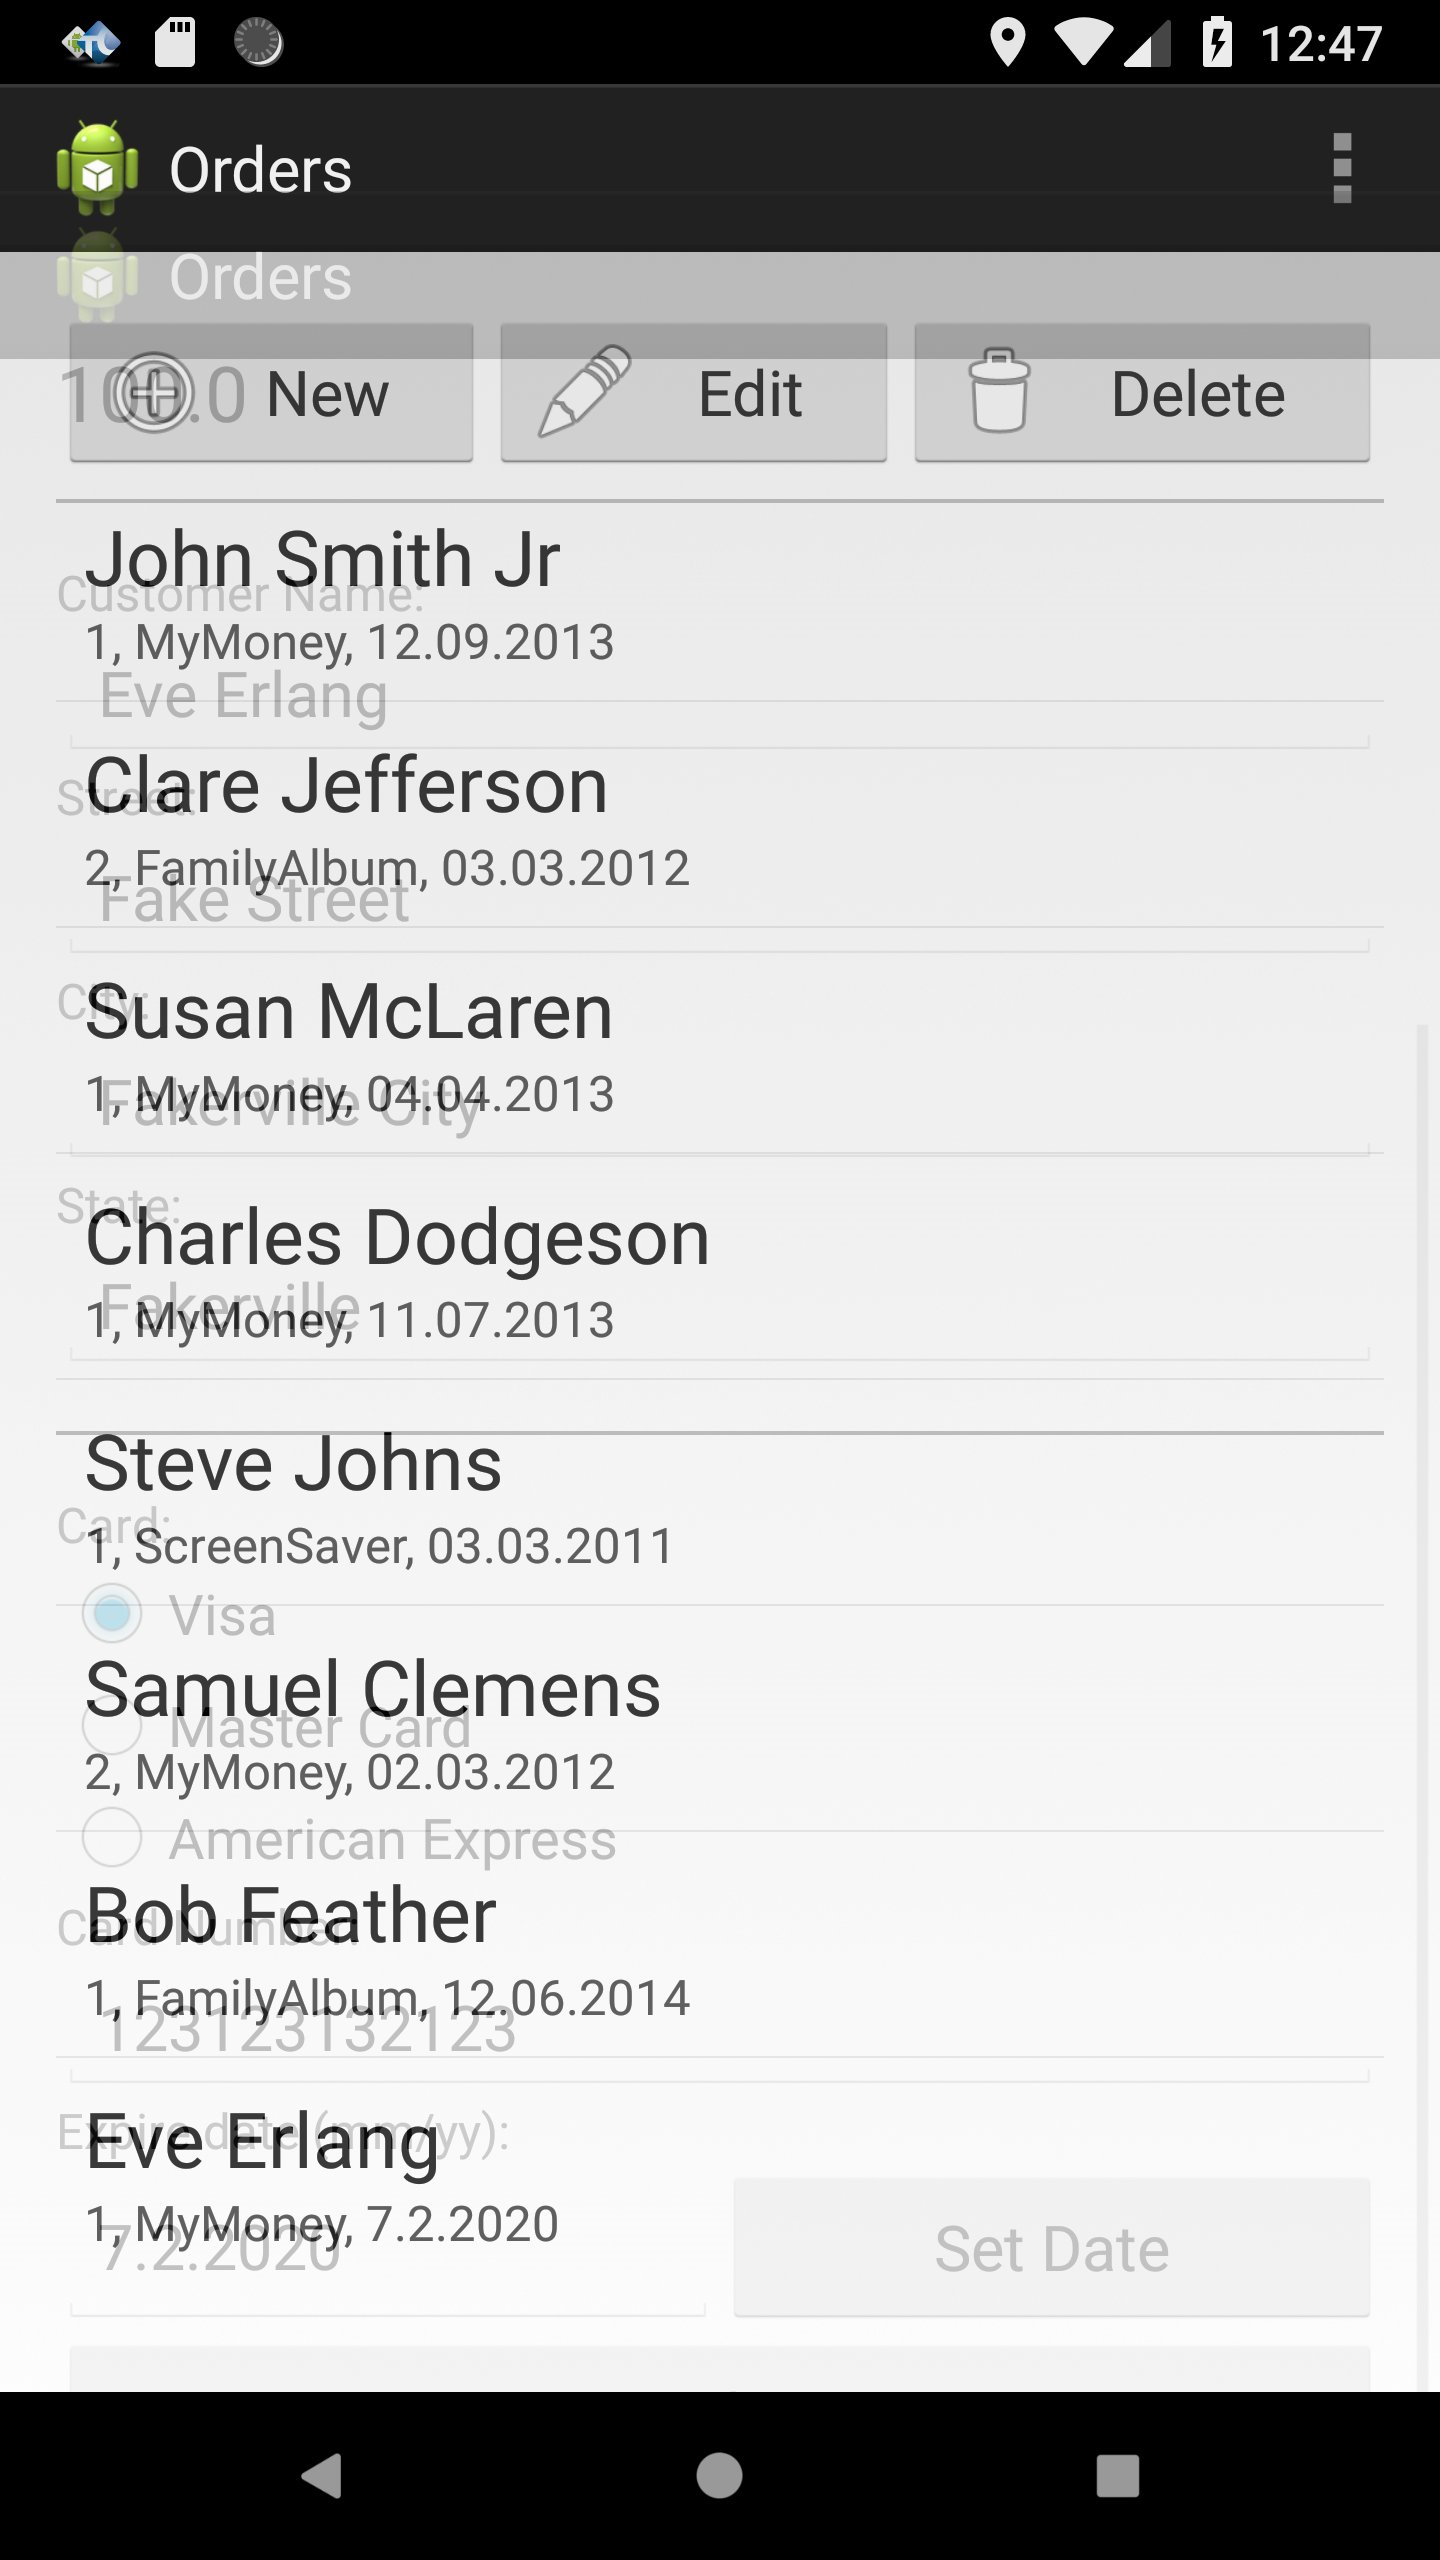 12:47
Orders
Orders
100.0
New
Edit
Delete
John Smith Jr
Customer Name:
1, MyMoney, 12.09.2013
Eve Erlang
Clare Jefferson
Street:
2, FamilyAlbum, 03.03.2012
Fake Street
Susan McLaren
City:
1, MyMoney, 04.04.2013
Fakerville City
State:
Charles Dodgeson
Fakerville
1, MyMoney, 11.07.2013
Steve Johns
Card:
1, ScreenSaver, 03.03.2011
Visa
Samuel Clemens
Master Card
2, MyMoney, 02.03.2012
American Express
Bob Feather
Card Number:
1, FamilyAlbum, 12.06.2014
123123132123
Expire date (mm/yy):
Eve Erlang
1, MyMoney, 7.2.2020
7.2.2020
Set Date